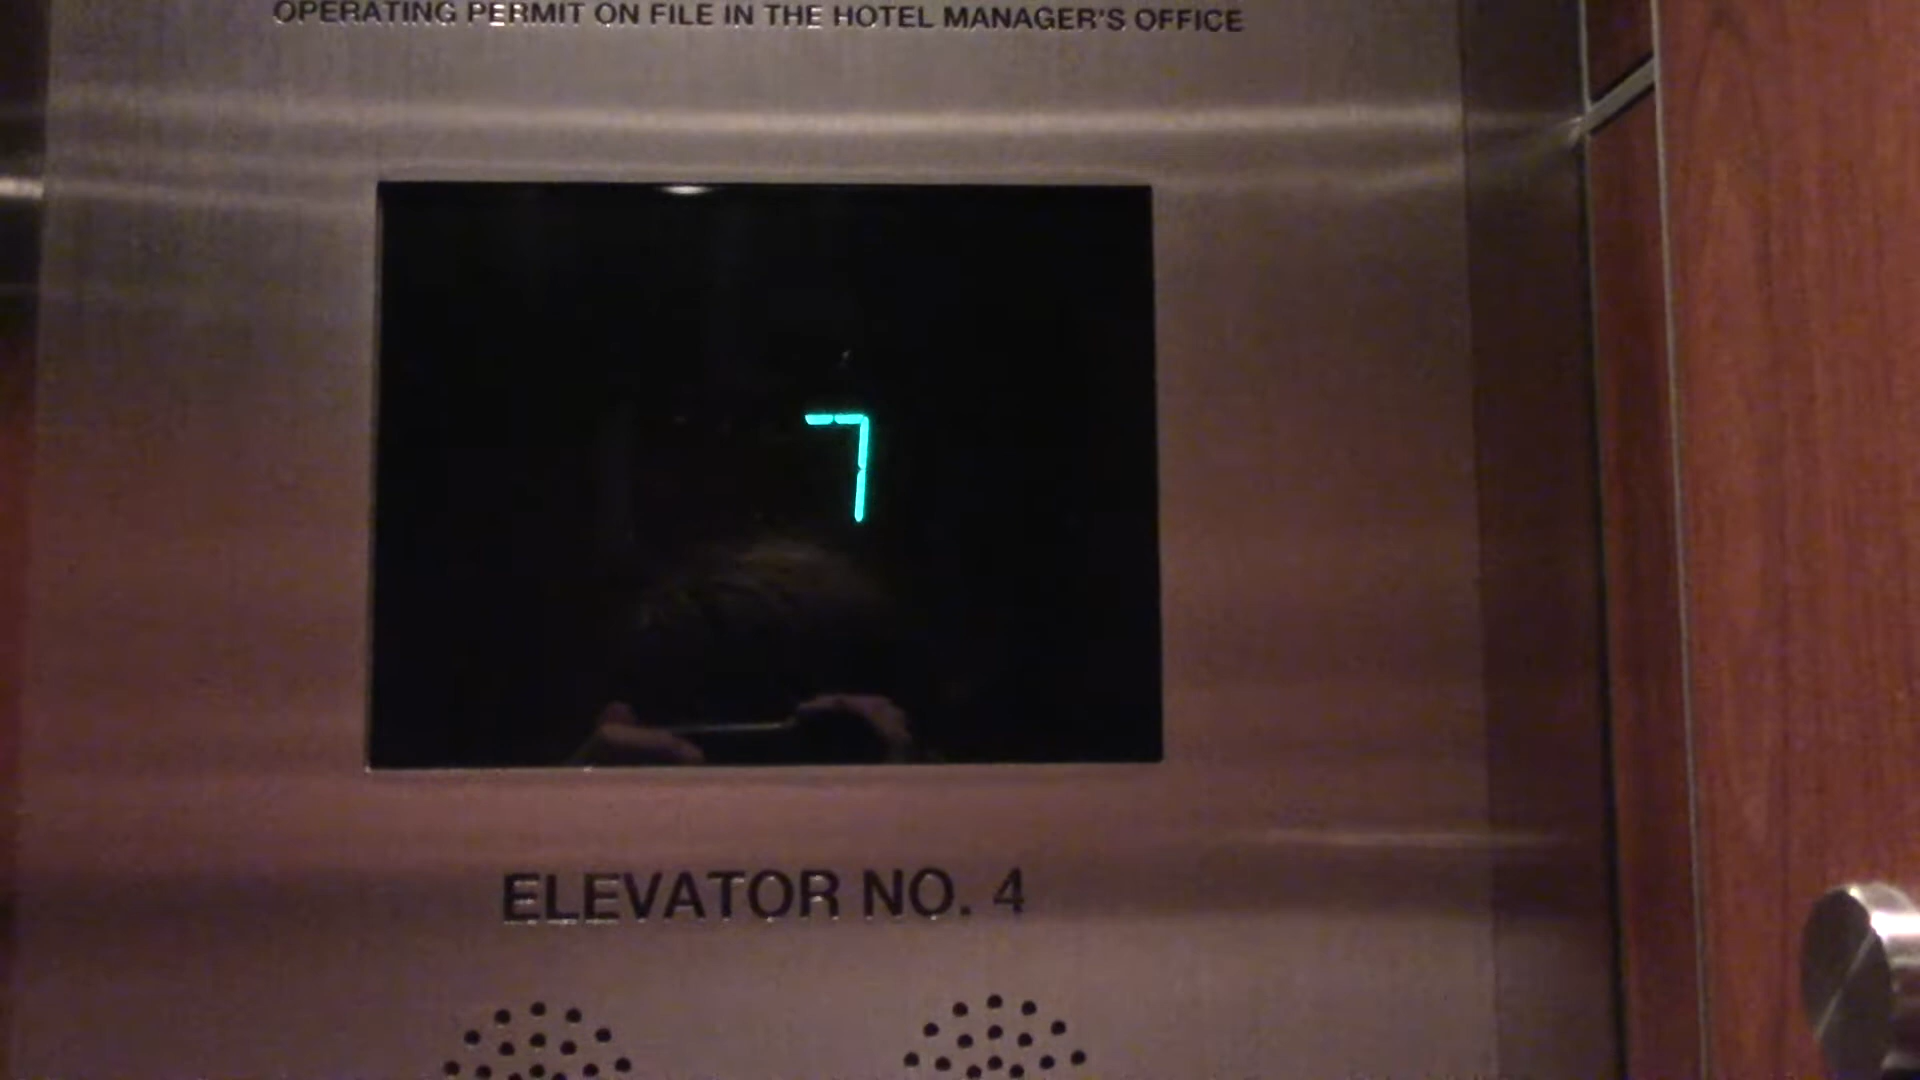 OPERATING PERMIT ON FILE IN THE HOTEL MANAGER'S OFFICE
7
ELEVATOR NO. 4